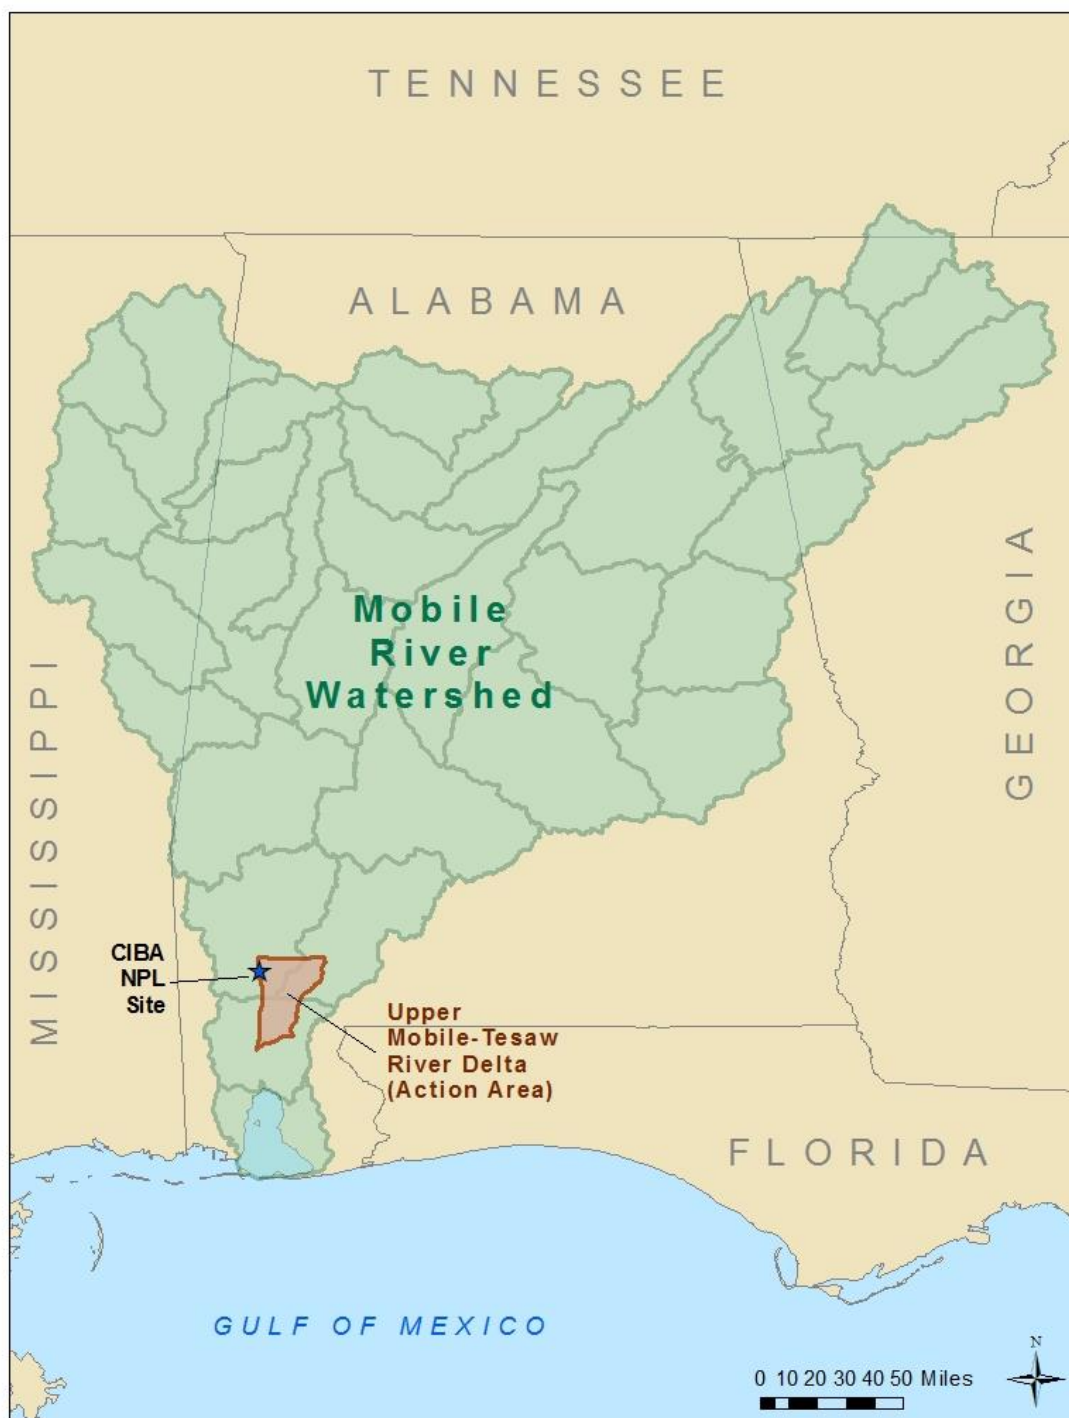 TENNESSEE
ALABAMA
Mobile
River
Watershed
GEORGIA
MISSISSIPPI
CIBA
NPL
Site
Upper
Mobile-Tesaw
River Delta
(Action Area)
FLORIDA
GULF OF MEXICO
N
0 10 20 30 40 50 Miles